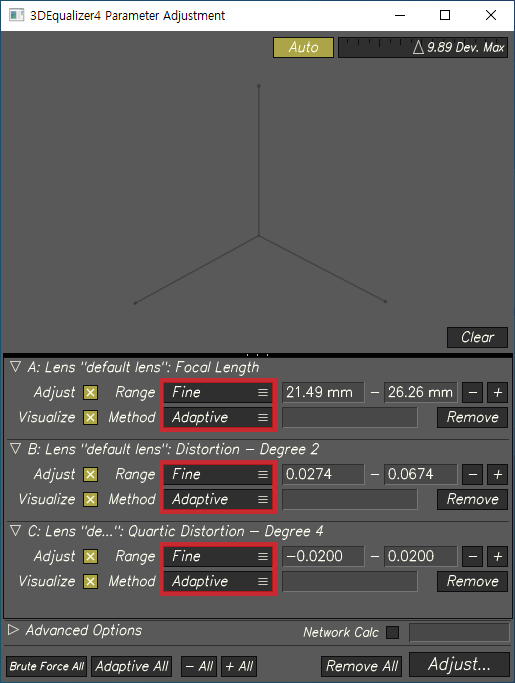 3DEqualizer4 Parameter Adjustment
Auto 9.89 Dev. Max
Clear
A: Lens "default lens": Focal Length
Adjust Range Fine 21.49 mm – 26.26 mm – +
Visualize Method Adaptive Remove
B: Lens "default lens": Distortion – Degree 2
Adjust Range Fine 0.0274 – 0.0674 – +
Visualize Method Adaptive Remove
C: Lens "de...": Quartic Distortion – Degree 4
Adjust Range Fine –0.0200 – 0.0200 – +
Visualize Method Adaptive Remove
Advanced Options Network Calc
Brute Force All Adaptive All – All + All Remove All Adjust...